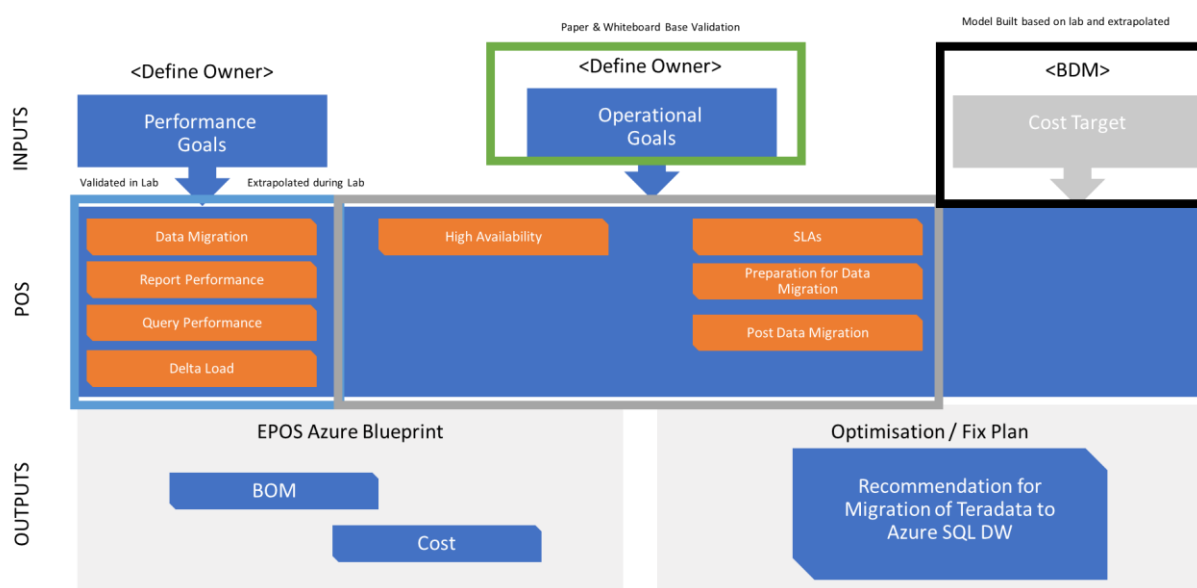 Paper & Whiteboard Base Validation
Model Built based on lab and extrapolated
<Define Owner>
<Define Owner>
<BDM>
INPUTS
Performance
Goals
Operational
Goals
Cost Target
Validated in Lab
Extrapolated during Lab
POS
Data Migration
High Availability
SLAs
Report Performance
Preparation for Data
Migration
Query Performance
Post Data Migration
Delta Load
OUTPUTS
EPOS Azure Blueprint
BOM
Cost
Optimisation / Fix Plan
Recommendation for
Migration of Teradata to
Azure SQL DW